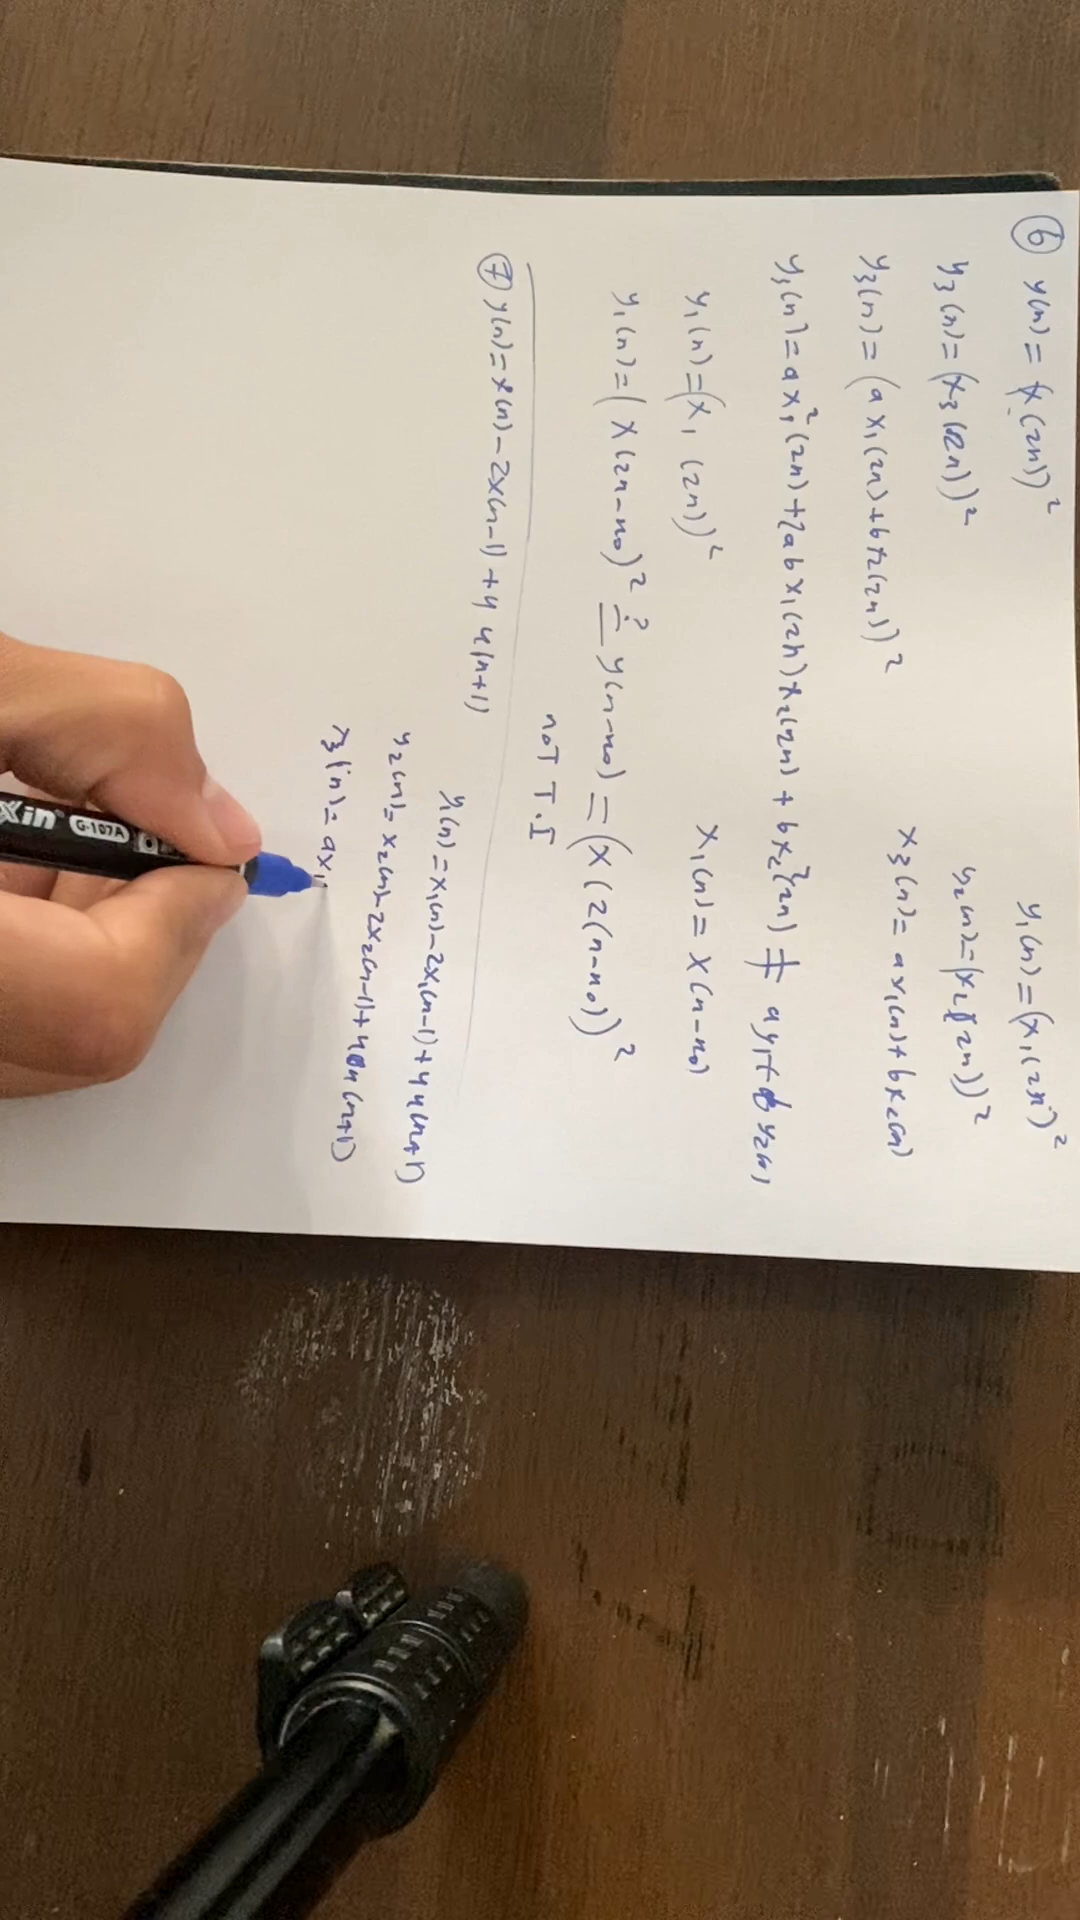 ⑥ y(n) = (x(2n))² y₁(n) = (x₁(2n))²
y₃(n) = (x₃(2n))² y₂(n) = (x₂(2n))²
y₃(n) = (a x₁(2n) + b x₂(2n))² x₃(n) = a x₁(n) + b x₂(n)
y₃(n) = a x₁²(2n) + 2ab x₁(2n) x₂(2n) + b x₂²(2n) ≠ a y₁ + b y₂(n)
y₁(n) = (x₁(2n))² x₁(n) = x(n-n₀)
y₁(n) = (x(2n-n₀)² ?= y(n-n₀) = (x(2(n-n₀))²
not T.I
⑦ y(n) = x(n) - 2x(n-1) + 4 u(n+1)
y₁(n) = x₁(n) - 2x₁(n-1) + 4 u(n+1)
y₂(n) = x₂(n) - 2x₂(n-1) + 4 u(n+1)
x₃(n) = a x₁
xin G-107A